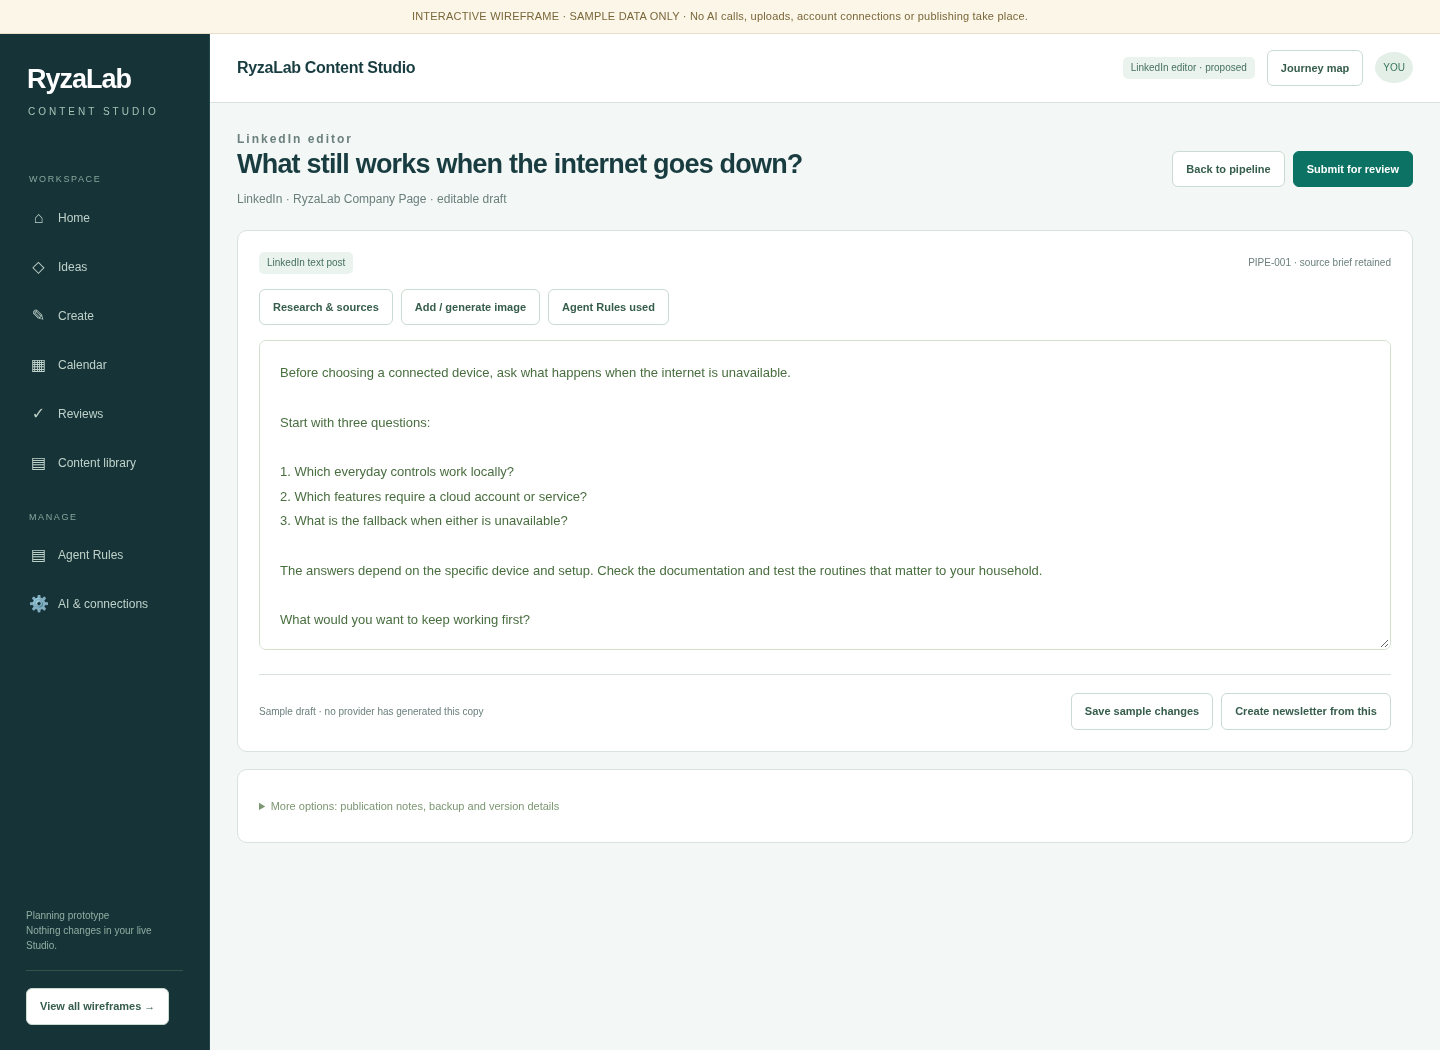 INTERACTIVE WIREFRAME · SAMPLE DATA ONLY · No AI calls, uploads, account connections or publishing take place.
RyzaLab
CONTENT STUDIO
WORKSPACE
Home
Ideas
Create
Calendar
Reviews
Content library
MANAGE
Agent Rules
AI & connections
Planning prototype
Nothing changes in your live
Studio.
View all wireframes →
RyzaLab Content Studio
LinkedIn editor · proposed
Journey map
YOU
LinkedIn editor
What still works when the internet goes down?
LinkedIn · RyzaLab Company Page · editable draft
Back to pipeline
Submit for review
LinkedIn text post
PIPE-001 · source brief retained
Research & sources
Add / generate image
Agent Rules used
Before choosing a connected device, ask what happens when the internet is unavailable.
Start with three questions:
1. Which everyday controls work locally?
2. Which features require a cloud account or service?
3. What is the fallback when either is unavailable?
The answers depend on the specific device and setup. Check the documentation and test the routines that matter to your household.
What would you want to keep working first?
Sample draft · no provider has generated this copy
Save sample changes
Create newsletter from this
More options: publication notes, backup and version details